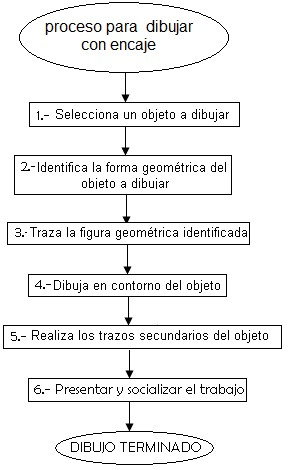 proceso para dibujar
con encaje
1.- Selecciona un objeto a dibujar
2.-Identifica la forma geométrica del
objeto a dibujar
3.-Traza la figura geométrica identificada
4.-Dibuja en contorno del objeto
5.- Realiza los trazos secundarios del objeto
6.- Presentar y socializar el trabajo
DIBUJO TERMINADO